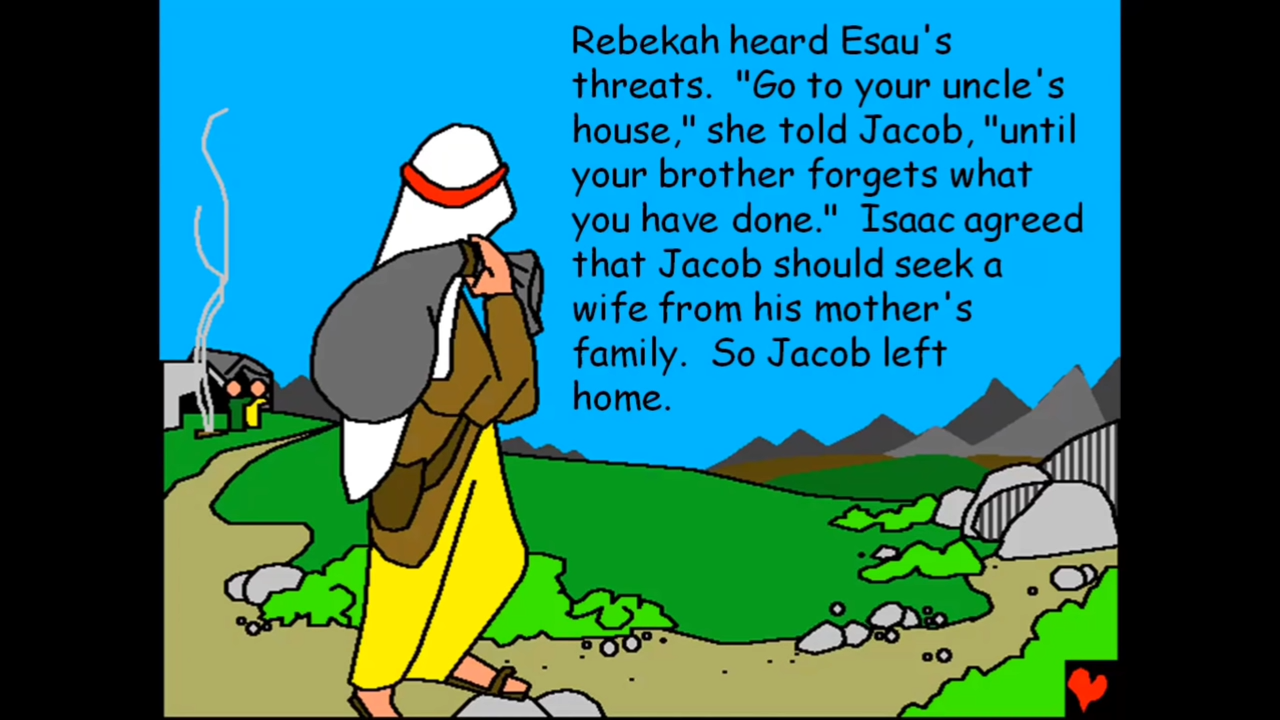 Rebekah heard Esau's
threats.  "Go to your uncle's
house," she told Jacob, "until
your brother forgets what
you have done."  Isaac agreed
that Jacob should seek a
wife from his mother's
family.  So Jacob left
home.